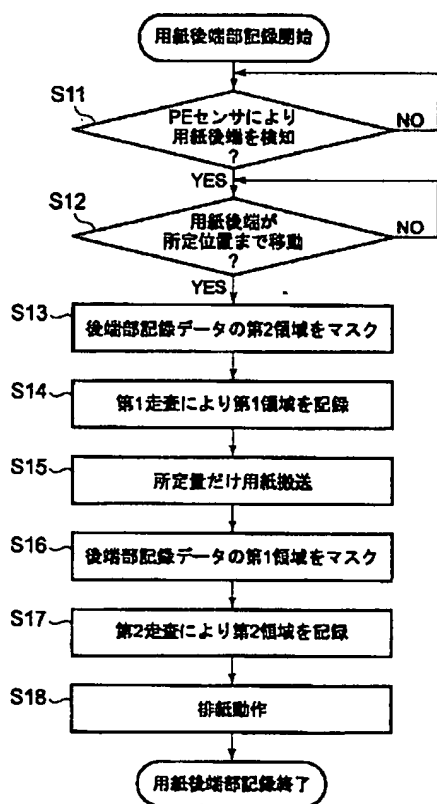 用紙後端部記録開始
S11
PEセンサにより
用紙後端を検知
?
NO
YES
S12
用紙後端が
所定位置まで移動
?
NO
YES
S13
後端部記録データの第2領域をマスク
S14
第1走査により第1領域を記録
S15
所定量だけ用紙搬送
S16
後端部記録データの第1領域をマスク
S17
第2走査により第2領域を記録
S18
排紙動作
用紙後端部記録終了